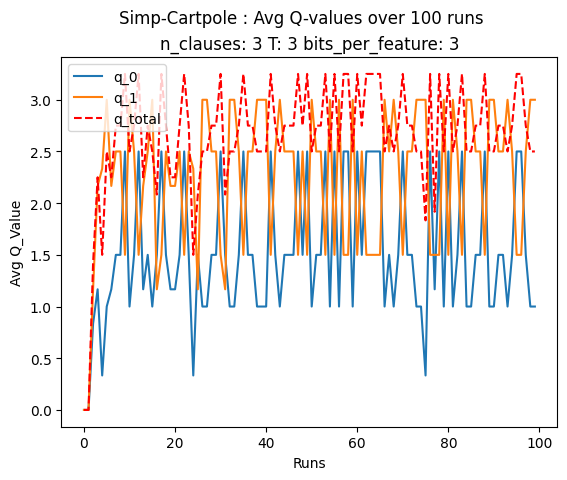 Simp-Cartpole : Avg Q-values over 100 runs
n_clauses: 3 T: 3 bits_per_feature: 3
q_0
q_1
q_total
3.0
2.5
2.0
1.5
1.0
0.5
0.0
Avg Q_Value
0 20 40 60 80 100
Runs